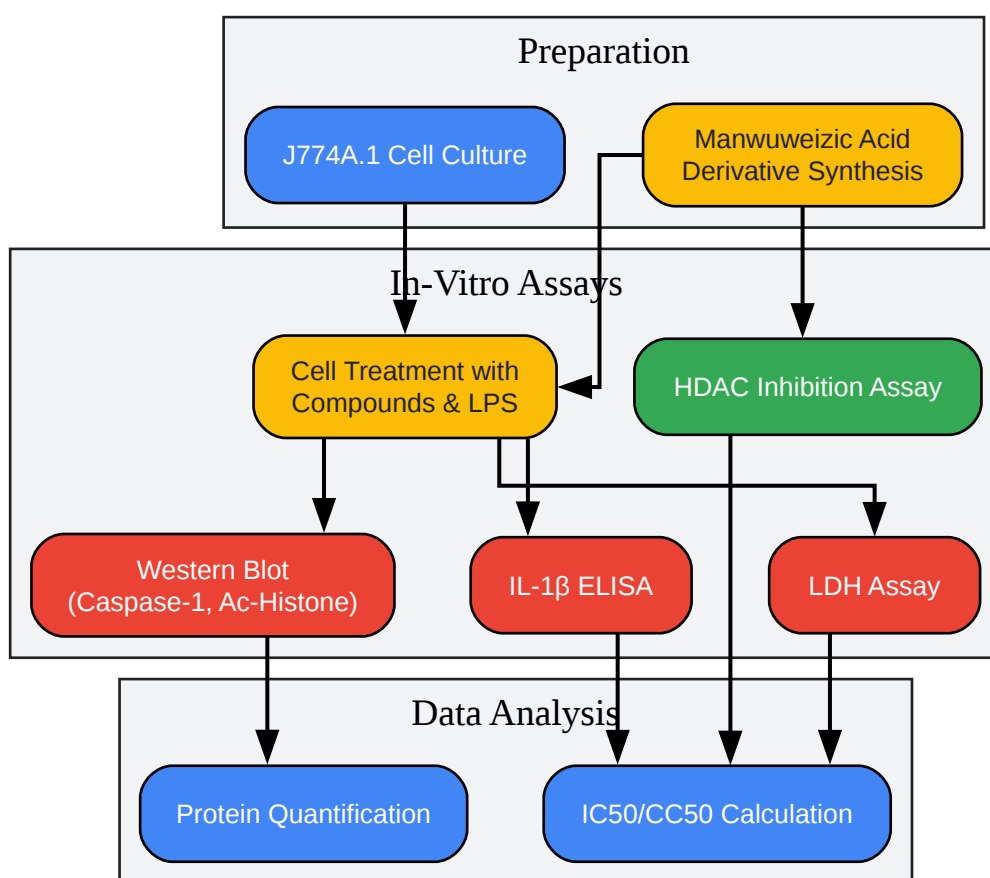 Preparation
J774A.1 Cell Culture
Manwuweizic Acid
Derivative Synthesis
In-Vitro Assays
Cell Treatment with
Compounds & LPS
HDAC Inhibition Assay
Western Blot
(Caspase-1, Ac-Histone)
IL-1β ELISA
LDH Assay
Data Analysis
Protein Quantification
IC50/CC50 Calculation